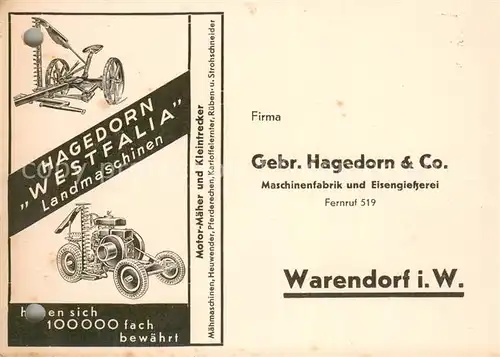 HAGEDORN
„WESTFALIA”
Landmaschinen
Haben sich
100000 fach
bewährt
Motor-Mäher und Kleintrecker
Mähmaschinen, Heuwender, Pferderechen, Kartoffelernter, Rüben- u. Strohschneider
Firma
Gebr. Hagedorn & Co.
Maschinenfabrik und Eisengießerei
Fernruf 519
Warendorf i. W.